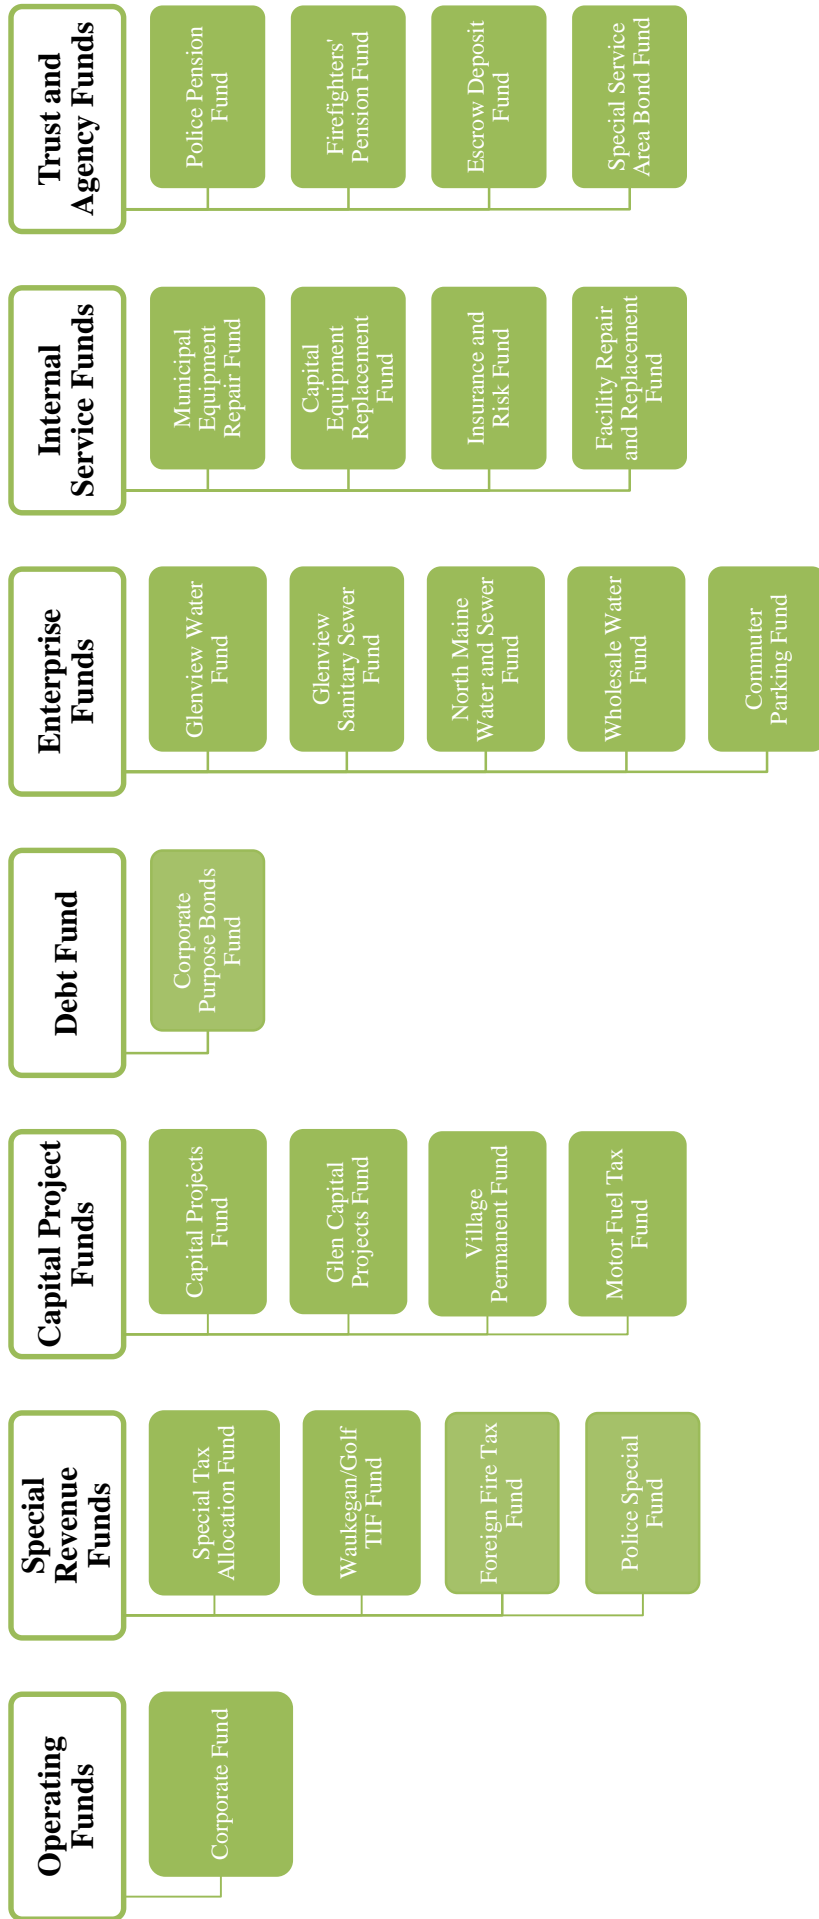 Operating
Funds
Corporate Fund
Special
Revenue
Funds
Special Tax
Allocation Fund
Waukegan/Golf
TIF Fund
Foreign Fire Tax
Fund
Police Special
Fund
Capital Project
Funds
Capital Projects
Fund
Glen Capital
Projects Fund
Village
Permanent Fund
Motor Fuel Tax
Fund
Debt Fund
Corporate
Purpose Bonds
Fund
Enterprise
Funds
Glenview Water
Fund
Glenview
Sanitary Sewer
Fund
North Maine
Water and Sewer
Fund
Wholesale Water
Fund
Commuter
Parking Fund
Internal
Service Funds
Municipal
Equipment
Repair Fund
Capital
Equipment
Replacement
Fund
Insurance and
Risk Fund
Facility Repair
and Replacement
Fund
Trust and
Agency Funds
Police Pension
Fund
Firefighters'
Pension Fund
Escrow Deposit
Fund
Special Service
Area Bond Fund